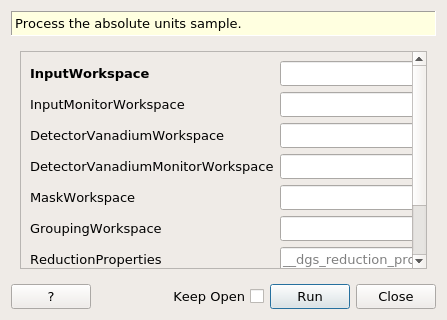 Process the absolute units sample.
InputWorkspace
InputMonitorWorkspace
DetectorVanadiumWorkspace
DetectorVanadiumMonitorWorkspace
MaskWorkspace
GroupingWorkspace
ReductionProperties __dgs_reduction_pro
? Keep Open Run Close